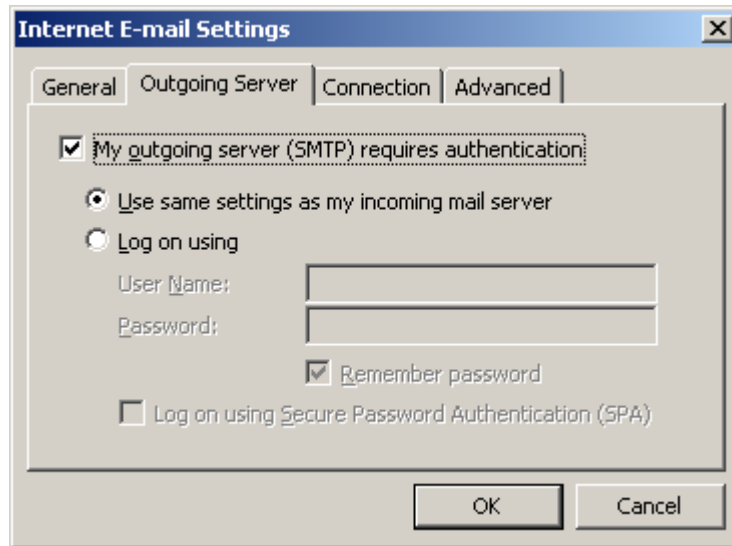 Internet E-mail Settings
General Outgoing Server Connection Advanced
My outgoing server (SMTP) requires authentication
Use same settings as my incoming mail server
Log on using
User Name:
Password:
Remember password
Log on using Secure Password Authentication (SPA)
OK Cancel